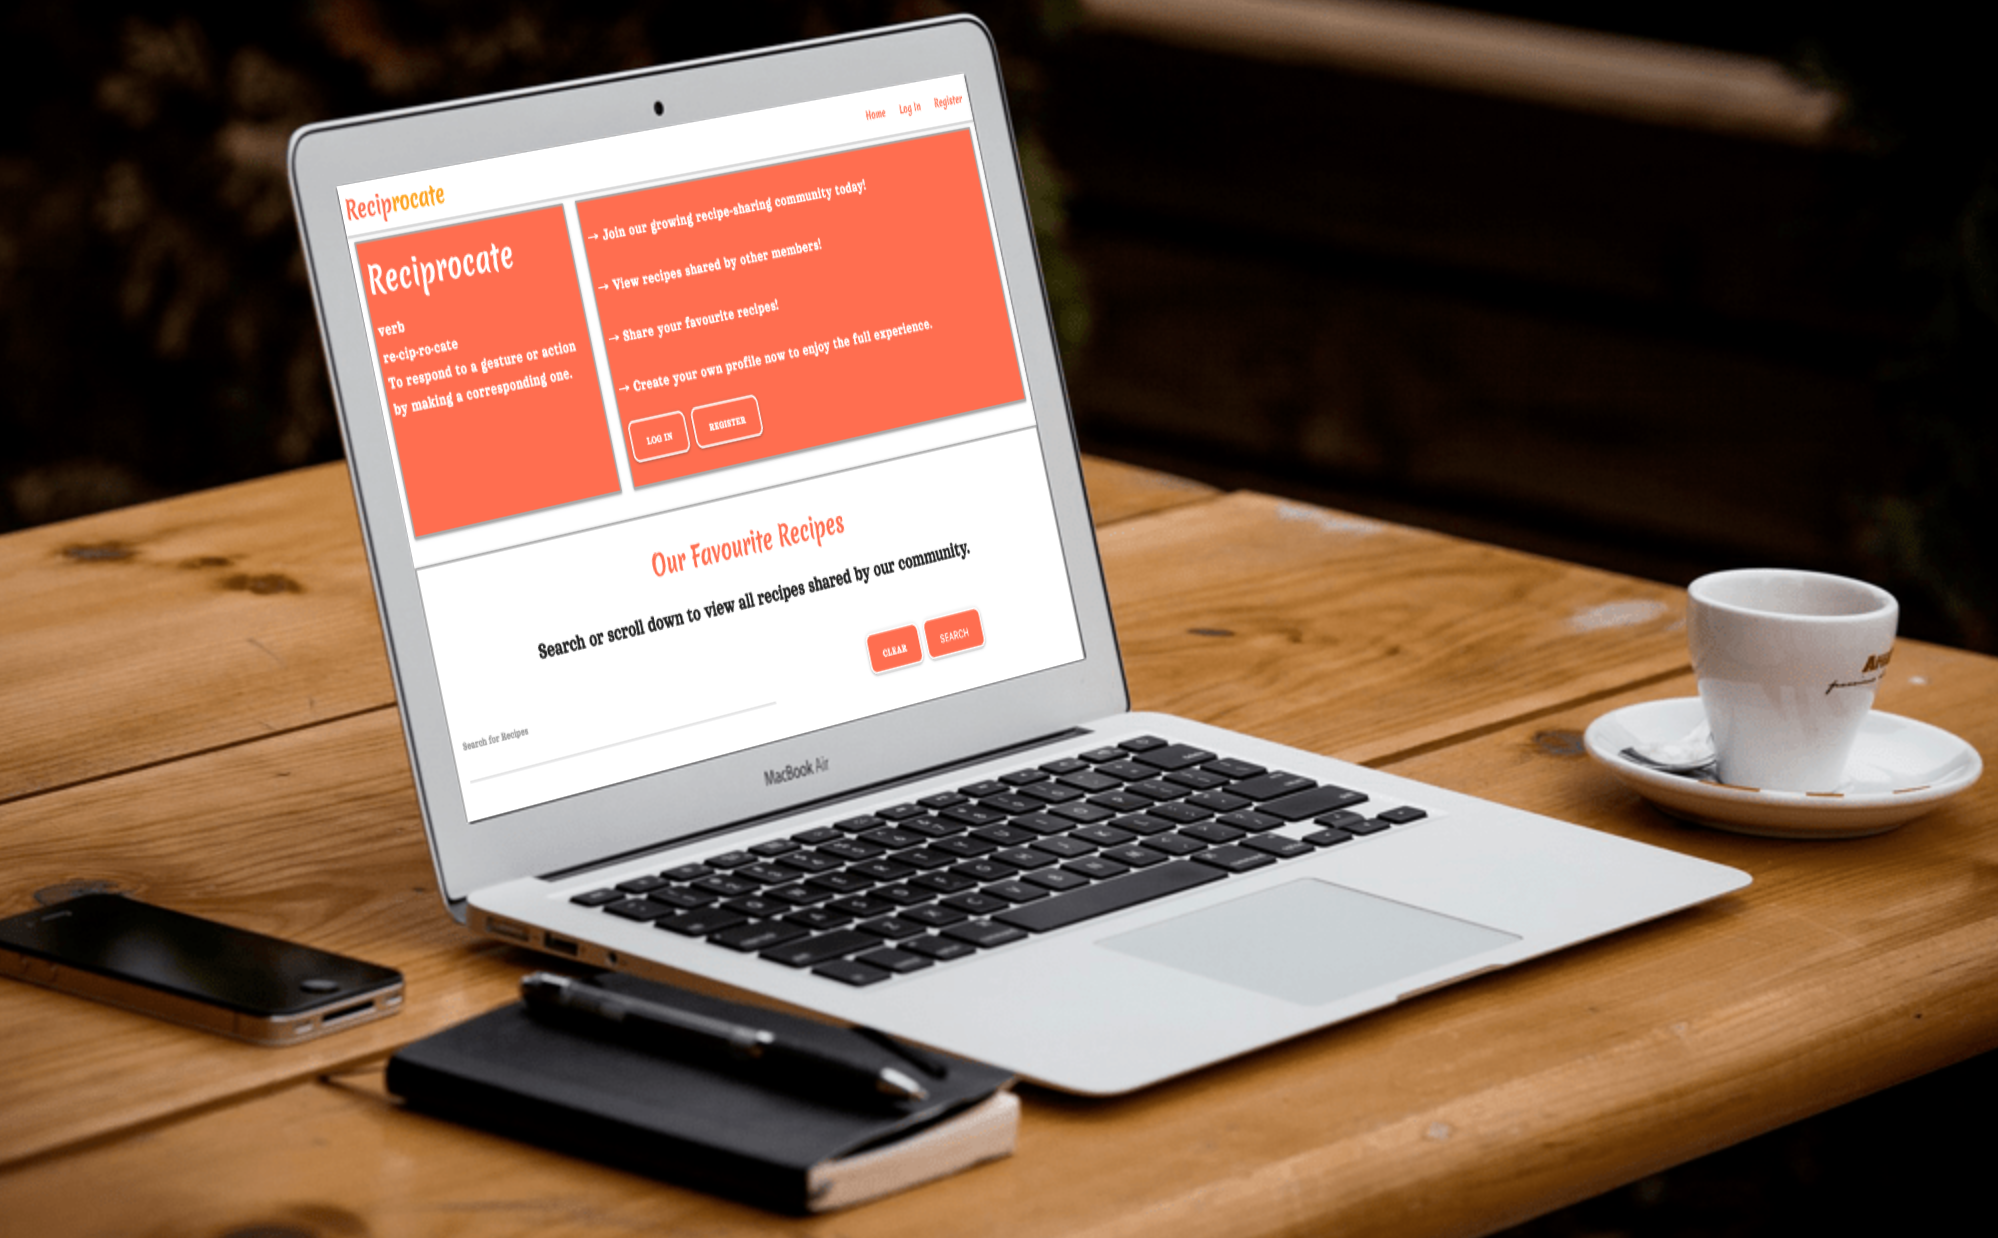 Home Log In Register
Reciprocate
Reciprocate
verb
re-cip-ro-cate
To respond to a gesture or action
by making a corresponding one.
→ Join our growing recipe-sharing community today!
→ View recipes shared by other members!
→ Share your favourite recipes!
→ Create your own profile now to enjoy the full experience.
LOG IN REGISTER
Our Favourite Recipes
Search or scroll down to view all recipes shared by our community.
CLEAR SEARCH
Search for Recipes
MacBook Air